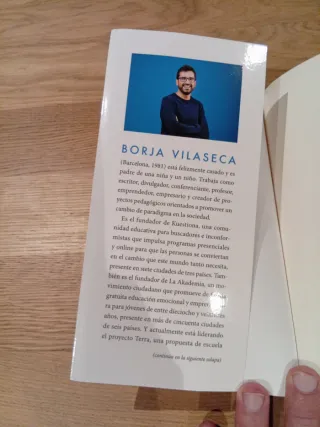 BORJA VILASECA
(Barcelona, 1981) está felizmente casado y es
padre de una niña y un niño. Trabaja como
escritor, divulgador, conferenciante, profesor,
emprendedor, empresario y creador de pro-
yectos pedagógicos orientados a promover un
cambio de paradigma en la sociedad.
Es el fundador de Kuestiona, una comu-
nidad educativa para buscadores e inconfor-
mistas que impulsa programas presenciales
y online para que las personas se conviertan
en el cambio que este mundo tanto necesita,
presente en siete ciudades de tres países. Tam-
bién es el fundador de La Akademia, un mo-
vimiento ciudadano que promueve de forma
gratuita educación emocional y empren
para jóvenes de entre dieciocho y veintitrés
años, presente en más de cincuenta ciudades
de seis países. Y actualmente está liderando
el proyecto Terra, una propuesta de escuela
(continúa en la siguiente solapa)